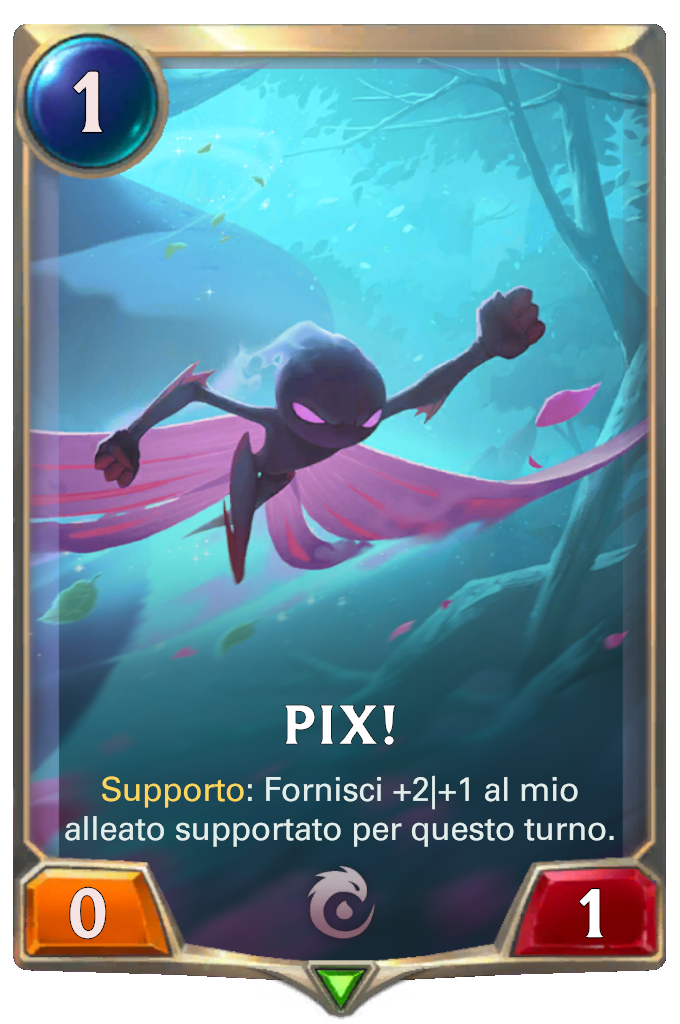 1
PIX!
Supporto: Fornisci +2|+1 al mio
alleato supportato per questo turno.
0
1